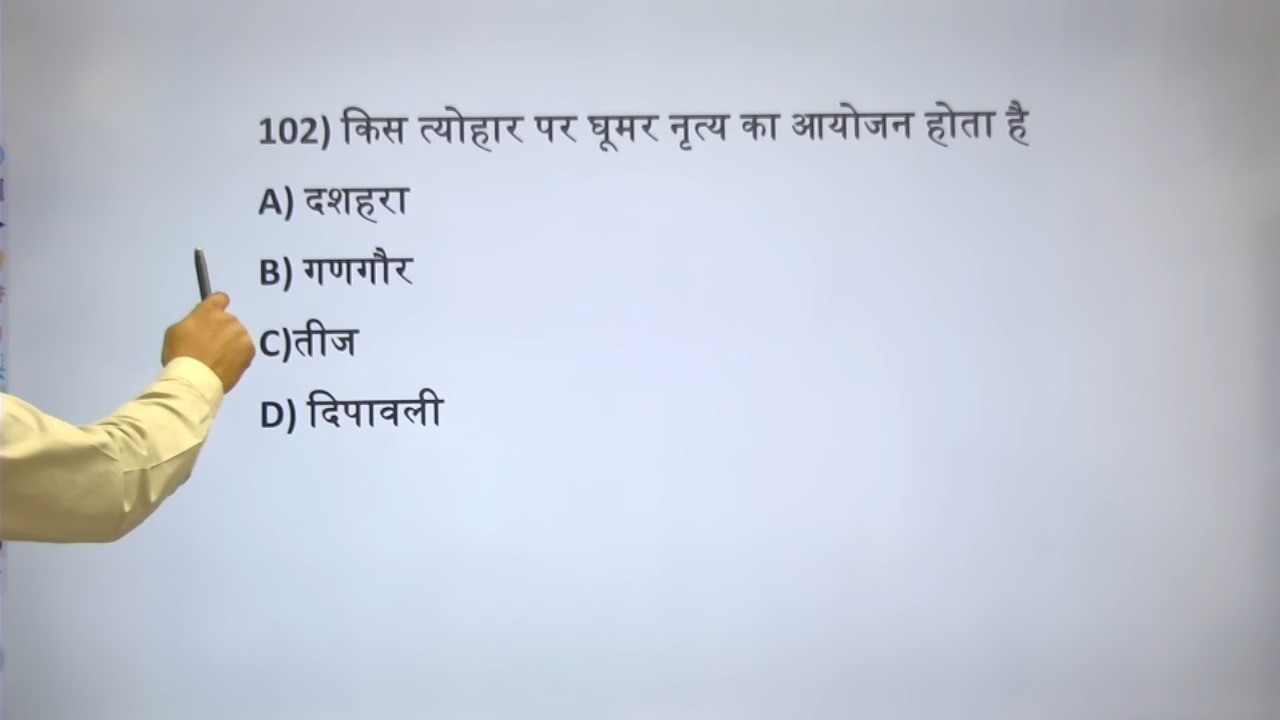 102) किस त्योहार पर घूमर नृत्य का आयोजन होता है
A) दशहरा
B) गणगौर
C)तीज
D) दिपावली